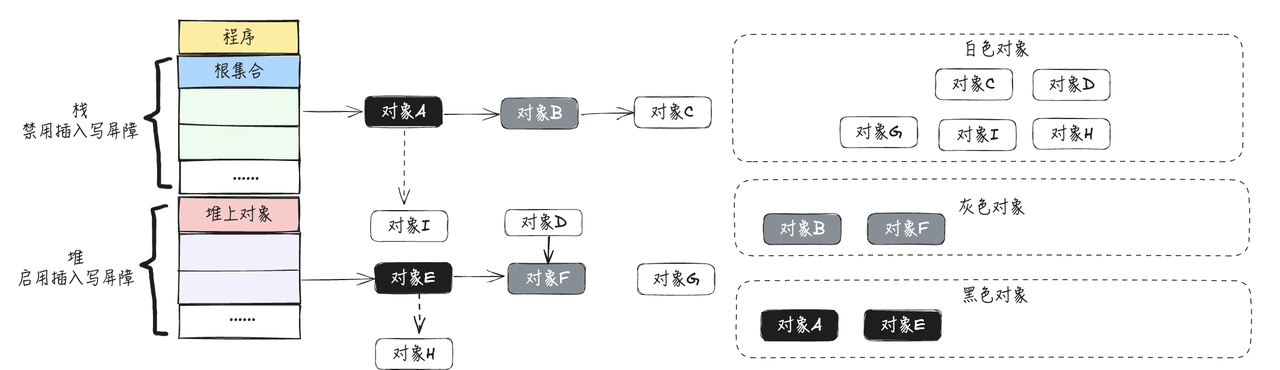 程序
根集合
栈
禁用插入写屏障
......
堆上对象
堆
启用插入写屏障
......
对象A
对象B
对象C
对象I
对象D
对象E
对象F
对象G
对象H
白色对象
对象C
对象D
对象G
对象I
对象H
灰色对象
对象B
对象F
黑色对象
对象A
对象E